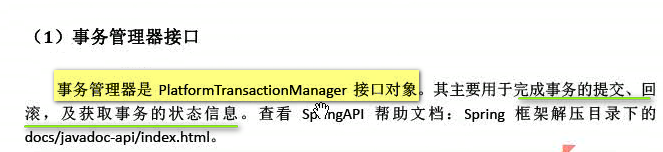 （1）事务管理器接口
事务管理器是 PlatformTransactionManager 接口对象。其主要用于完成事务的提交、回
滚，及获取事务的状态信息。查看 SpringAPI 帮助文档：Spring 框架解压目录下的
docs/javadoc-api/index.html。